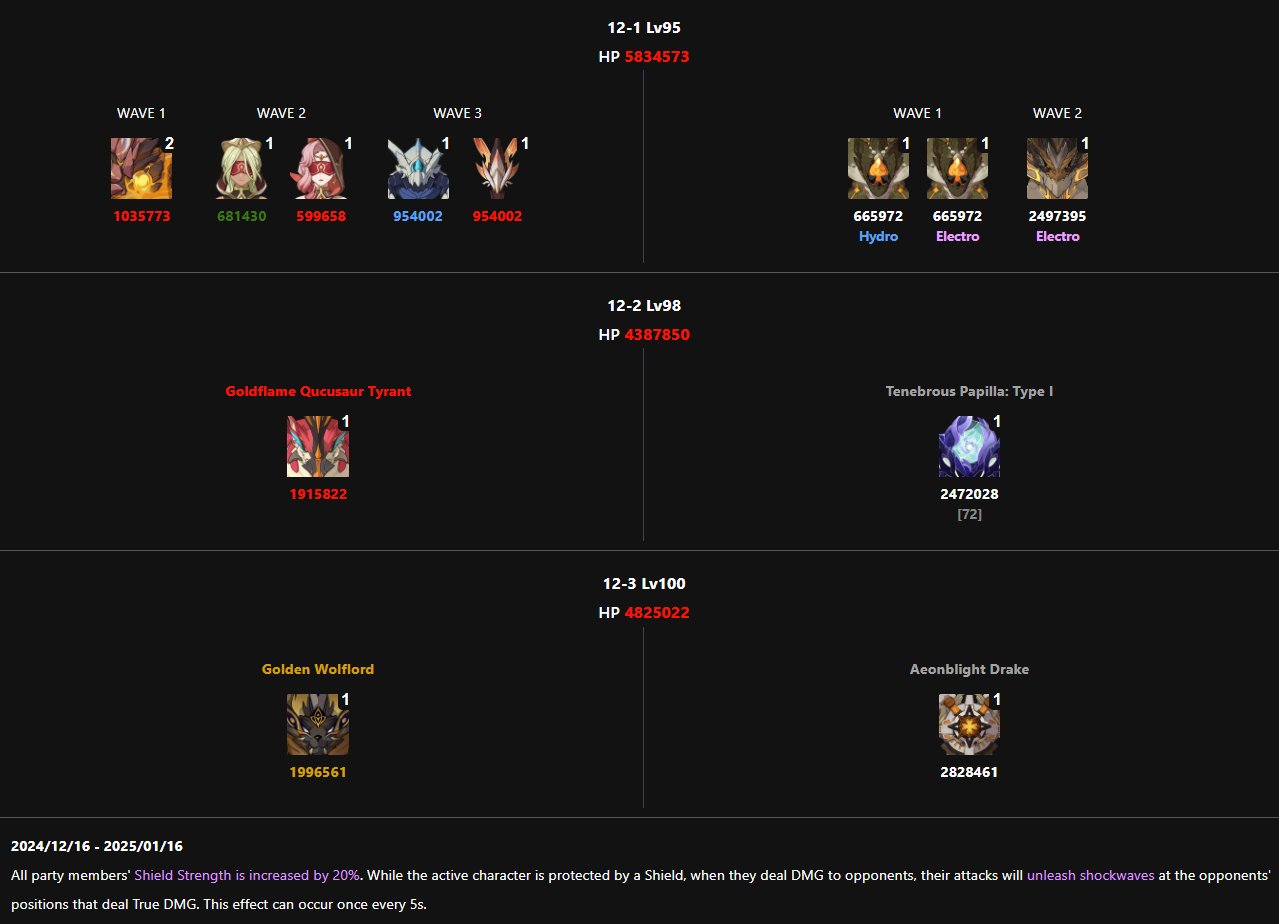 12-1 Lv95
HP 5834573
WAVE 1 WAVE 2 WAVE 3
2 1 1 1 1
1035773 681430 599658 954002 954002
WAVE 1 WAVE 2
1 1 1
665972 665972 2497395
Hydro Electro Electro
12-2 Lv98
HP 4387850
Goldflame Qucusaur Tyrant
1
1915822
Tenebrous Papilla: Type I
1
2472028
[72]
12-3 Lv100
HP 4825022
Golden Wolflord
1
1996561
Aeonblight Drake
1
2828461
2024/12/16 - 2025/01/16
All party members' Shield Strength is increased by 20%. While the active character is protected by a Shield, when they deal DMG to opponents, their attacks will unleash shockwaves at the opponents'
positions that deal True DMG. This effect can occur once every 5s.